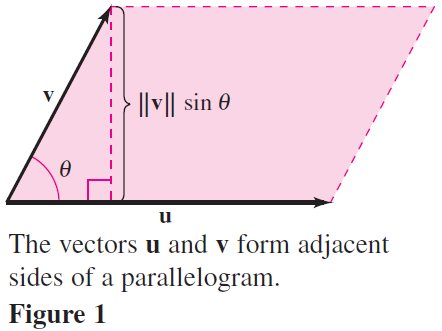 v
||v|| sin θ
θ
u
The vectors u and v form adjacent
sides of a parallelogram.
Figure 1